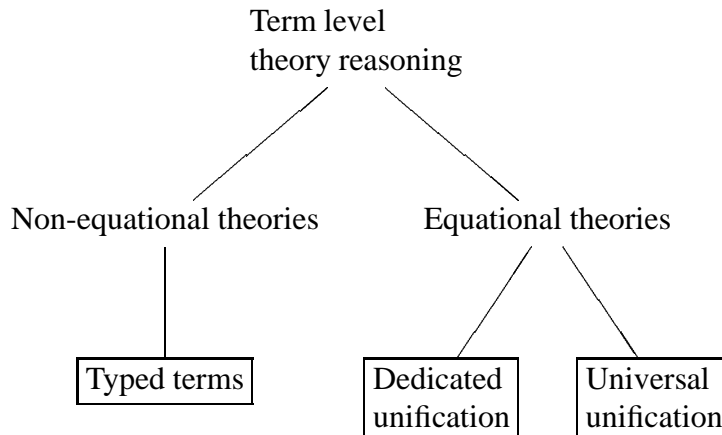 Term level
theory reasoning
Non-equational theories
Equational theories
Typed terms
Dedicated
unification
Universal
unification